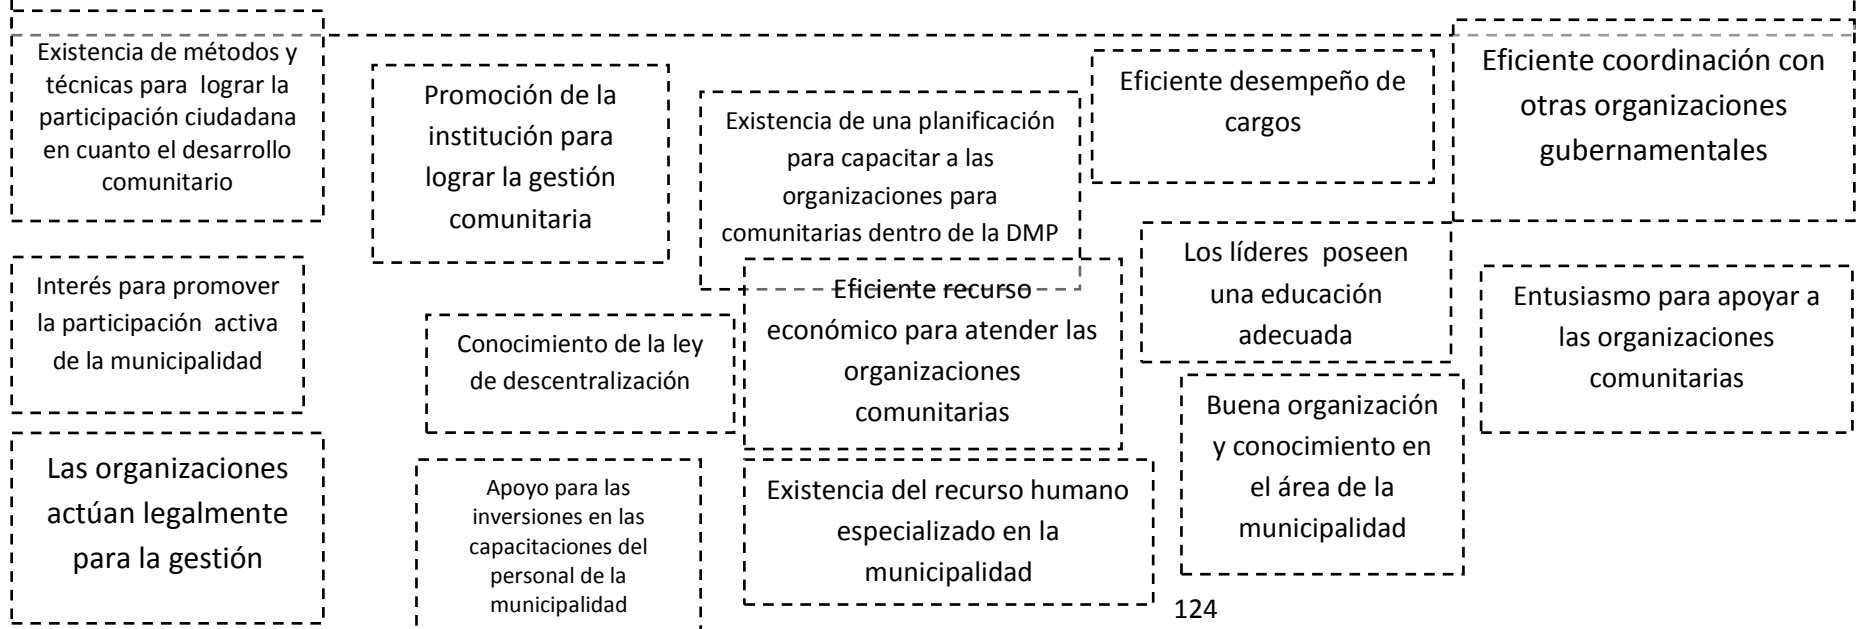 Existencia de métodos y
técnicas para lograr la
participación ciudadana
en cuanto el desarrollo
comunitario
Interés para promover
la participación activa
de la municipalidad
Las organizaciones
actúan legalmente
para la gestión
Promoción de la
institución para
lograr la gestión
comunitaria
Conocimiento de la ley
de descentralización
Apoyo para las
inversiones en las
capacitaciones del
personal de la
municipalidad
Existencia de una planificación
para capacitar a las
organizaciones para
comunitarias dentro de la DMP
Eficiente recurso
económico para atender las
organizaciones
comunitarias
Existencia del recurso humano
especializado en la
municipalidad
Eficiente desempeño de
cargos
Los líderes poseen
una educación
adecuada
Buena organización
y conocimiento en
el área de la
municipalidad
Eficiente coordinación con
otras organizaciones
gubernamentales
Entusiasmo para apoyar a
las organizaciones
comunitarias
124